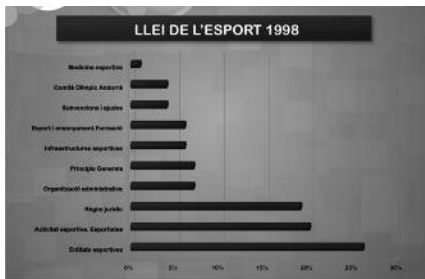 LLEI DE L'ESPORT 1998
Medicina esportiva
Comitè Olímpic Andorrà
Subvencions i ajudes
Esport i ensenyament.Formació
Infraestructures esportives
Principis Generals
Organització administrativa
Règim jurídic
Activitat esportiva. Esportistes
Entitats esportives
0% 5% 10% 15% 20% 25% 30%